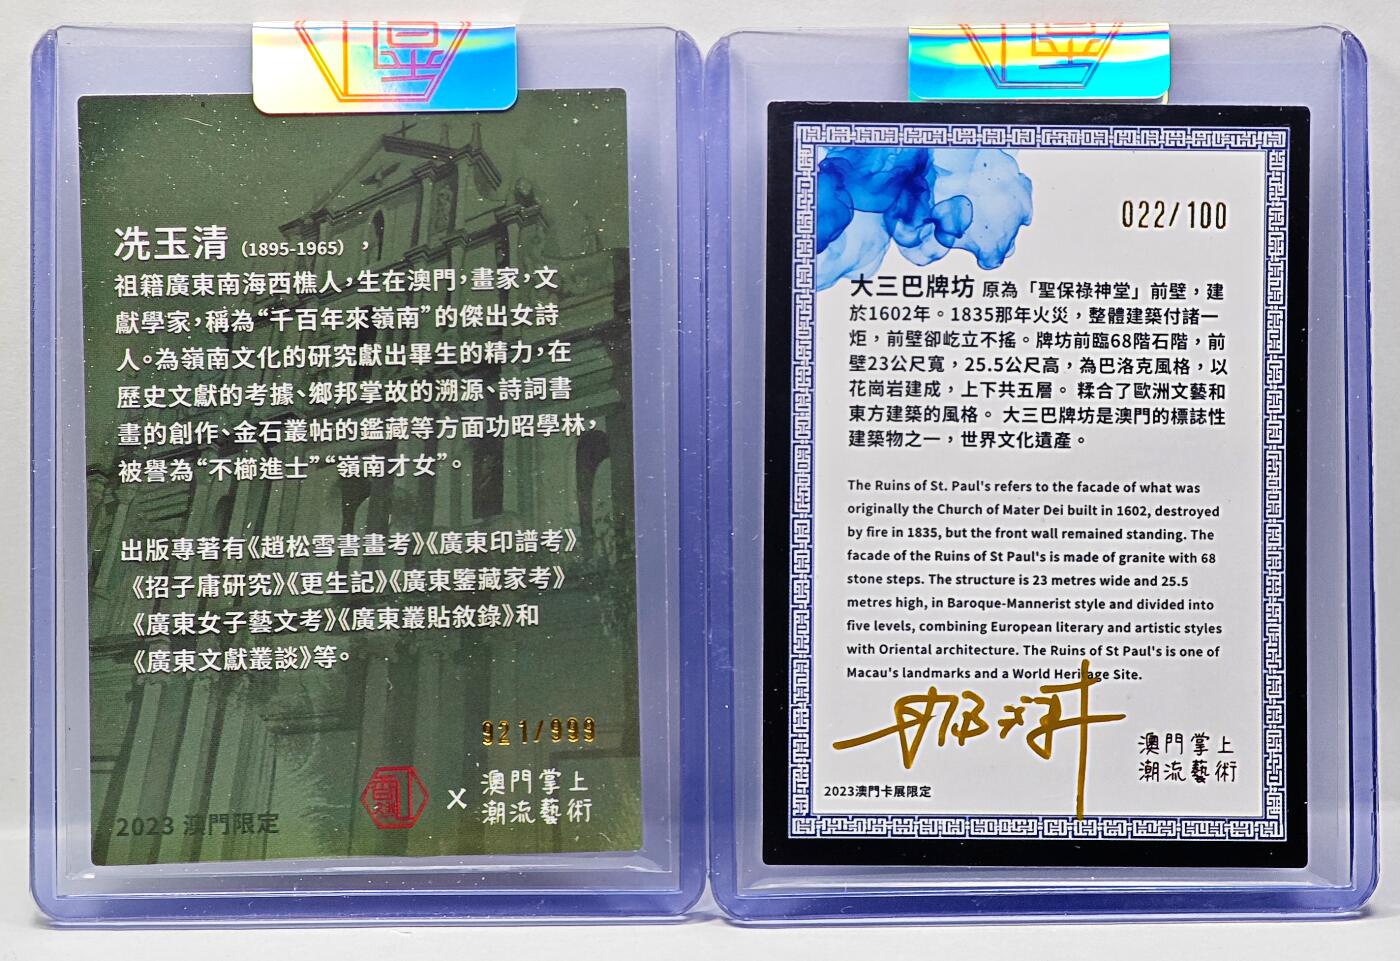 冼玉清 (1895-1965)，
祖籍廣東南海西樵人，生在澳門，畫家，文
獻學家，稱為“千百年來嶺南”的傑出女詩
人。為嶺南文化的研究獻出畢生的精力，在
歷史文獻的考據、鄉邦掌故的溯源、詩詞書
畫的創作、金石叢帖的鑑藏等方面功昭學林，
被譽為“不櫛進士”“嶺南才女”。
出版專著有《趙松雪書畫考》《廣東印譜考》
《招子庸研究》《更生記》《廣東鑒藏家考》
《廣東女子藝文考》《廣東叢貼敘錄》和
《廣東文獻叢談》等。
921/999
X 澳門掌上
潮流藝術
2023 澳門限定
022/100
大三巴牌坊 原為「聖保祿神堂」前壁，建
於1602年。1835那年火災，整體建築付諸一
炬，前壁卻屹立不搖。牌坊前臨68階石階，前
壁23公尺寬，25.5公尺高，為巴洛克風格，以
花崗岩建成，上下共五層。 糅合了歐洲文藝和
東方建築的風格。 大三巴牌坊是澳門的標誌性
建築物之一，世界文化遺產。
The Ruins of St. Paul's refers to the facade of what was
originally the Church of Mater Dei built in 1602, destroyed
by fire in 1835, but the front wall remained standing. The
facade of the Ruins of St Paul's is made of granite with 68
stone steps. The structure is 23 metres wide and 25.5
metres high, in Baroque-Mannerist style and divided into
five levels, combining European literary and artistic styles
with Oriental architecture. The Ruins of St Paul's is one of
Macau's landmarks and a World Heritage Site.
澳門掌上
潮流藝術
2023澳門卡展限定